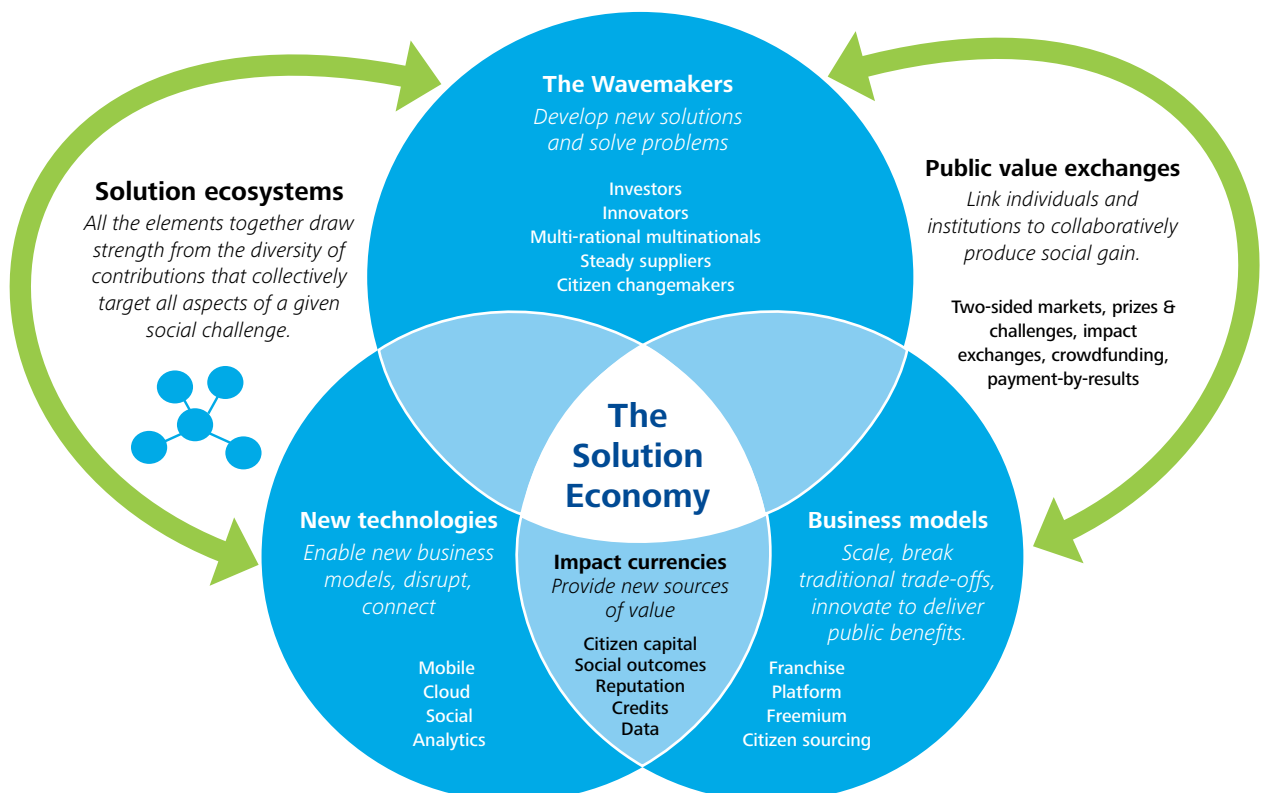 The Wavemakers
Develop new solutions
and solve problems
Investors
Innovators
Multi-rational multinationals
Steady suppliers
Citizen changemakers
Solution ecosystems
All the elements together draw
strength from the diversity of
contributions that collectively
target all aspects of a given
social challenge.
Public value exchanges
Link individuals and
institutions to collaboratively
produce social gain.
Two-sided markets, prizes &
challenges, impact
exchanges, crowdfunding,
payment-by-results
The
Solution
Economy
New technologies
Enable new business
models, disrupt,
connect
Mobile
Cloud
Social
Analytics
Impact currencies
Provide new sources
of value
Citizen capital
Social outcomes
Reputation
Credits
Data
Business models
Scale, break
traditional trade-offs,
innovate to deliver
public benefits.
Franchise
Platform
Freemium
Citizen sourcing